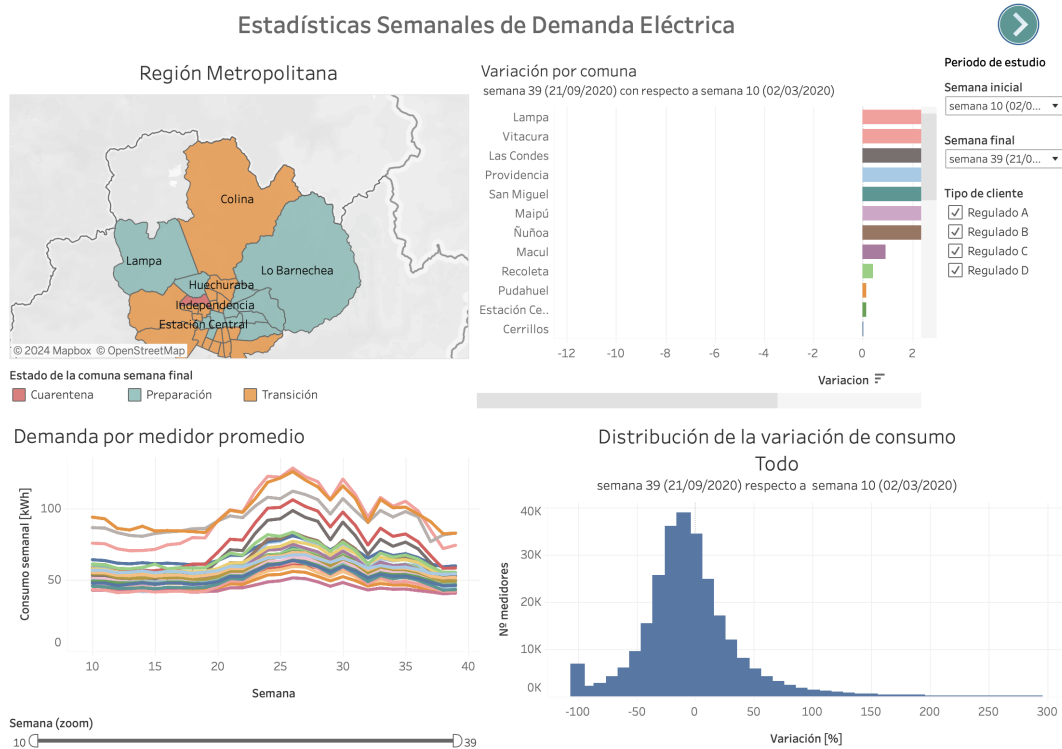 Estadísticas Semanales de Demanda Eléctrica
Región Metropolitana
Colina
Lampa
Lo Barnechea
Huechuraba
Independencia
Estación Central
© 2024 Mapbox © OpenStreetMap
Estado de la comuna semana final
Cuarentena
Preparación
Transición
Variación por comuna
semana 39 (21/09/2020) con respecto a semana 10 (02/03/2020)
Lampa
Vitacura
Las Condes
Providencia
San Miguel
Maipú
Ñuñoa
Macul
Recoleta
Pudahuel
Estación Ce..
Cerrillos
-12 -10 -8 -6 -4 -2 0 2
Variacion
Periodo de estudio
Semana inicial
semana 10 (02/0...
Semana final
semana 39 (21/0...
Tipo de cliente
Regulado A
Regulado B
Regulado C
Regulado D
Demanda por medidor promedio
Consumo semanal [kWh]
100
50
0
10 15 20 25 30 35 40
Semana
Semana (zoom)
10 39
Distribución de la variación de consumo
Todo
semana 39 (21/09/2020) respecto a semana 10 (02/03/2020)
Nº medidores
40K
30K
20K
10K
0K
-100 -50 0 50 100 150 200 250 300
Variación [%]